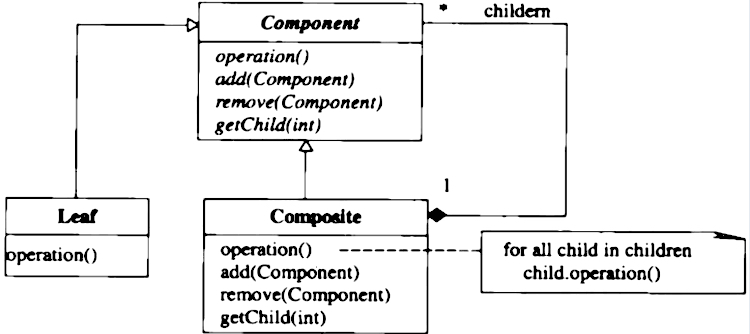 * childern
Component
operation()
add(Component)
remove(Component)
getChild(int)
1
Leaf
operation()
Composite
operation()
add(Component)
remove(Component)
getChild(int)
for all child in children
child.operation()